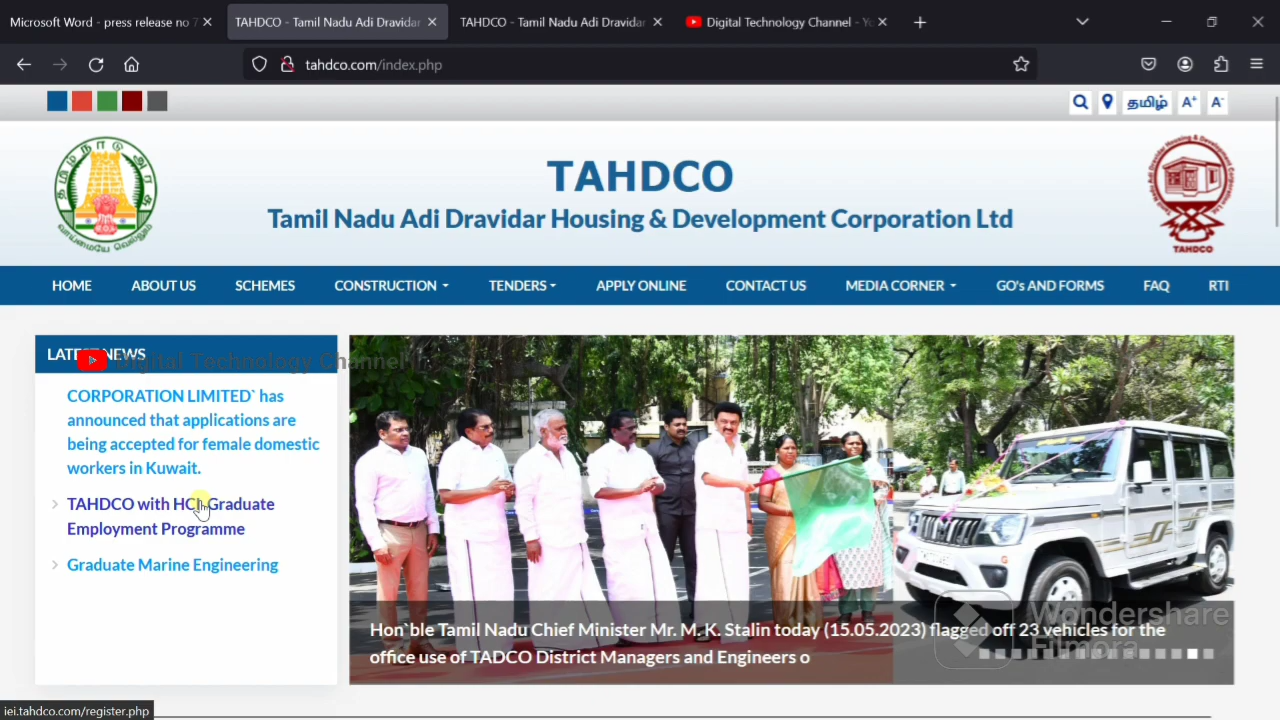 Microsoft Word - press release no 7
TAHDCO - Tamil Nadu Adi Dravidar
TAHDCO - Tamil Nadu Adi Dravidar
Digital Technology Channel - Yo
tahdco.com/index.php
தமிழ்
A+
A-
TAHDCO
Tamil Nadu Adi Dravidar Housing & Development Corporation Ltd
TAHDCO
HOME
ABOUT US
SCHEMES
CONSTRUCTION
TENDERS
APPLY ONLINE
CONTACT US
MEDIA CORNER
GO's AND FORMS
FAQ
RTI
LATEST NEWS
Digital Technology Channel
CORPORATION LIMITED` has
announced that applications are
being accepted for female domestic
workers in Kuwait.
TAHDCO with HCL Graduate
Employment Programme
Graduate Marine Engineering
Hon`ble Tamil Nadu Chief Minister Mr. M. K. Stalin today (15.05.2023) flagged off 23 vehicles for the
office use of TADCO District Managers and Engineers o
Wondershare
Filmora
iei.tahdco.com/register.php